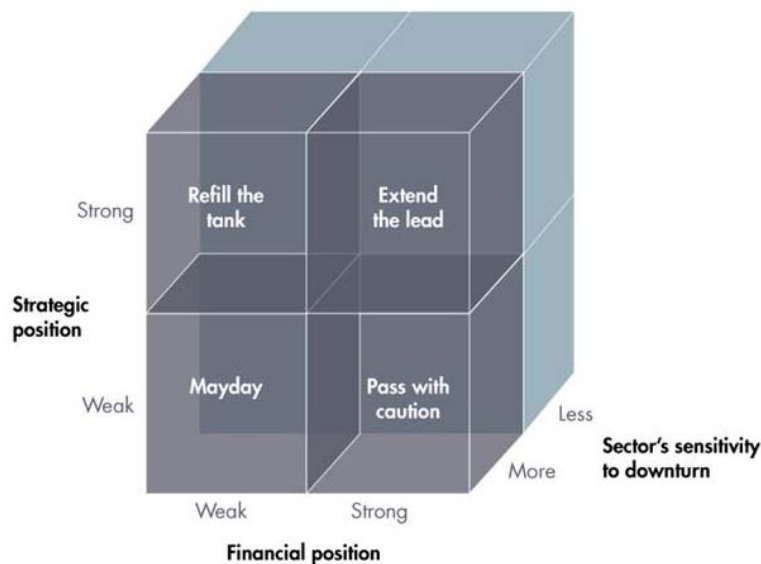 Refill the
tank
Extend
the lead
Strong
Strategic
position
Mayday
Pass with
caution
Weak
Less
Sector's sensitivity
to downturn
More
Weak
Strong
Financial position